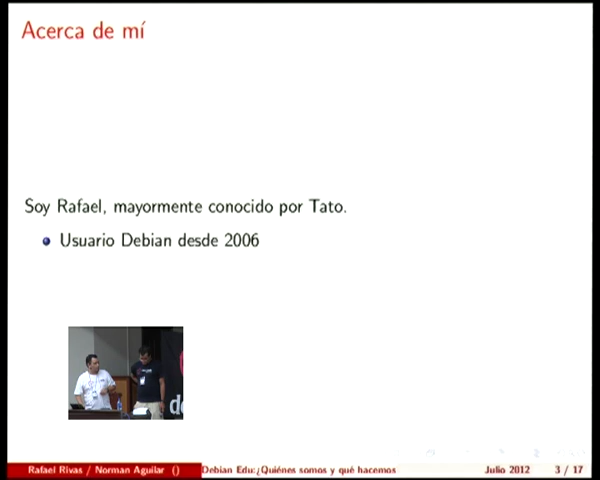 Acerca de mí
Soy Rafael, mayormente conocido por Tato.
Usuario Debian desde 2006
de
Rafael Rivas / Norman Aguilar ()
Debian Edu:¿Quiénes somos y qué hacemos
Julio 2012
3 / 17